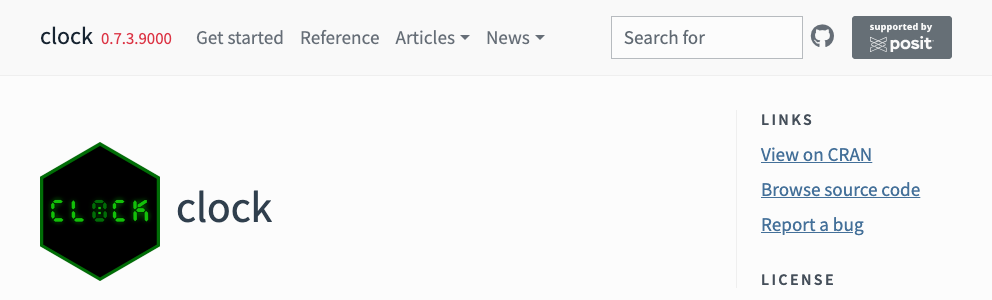 clock 0.7.3.9000 Get started Reference Articles News Search for supported by
posit
LINKS
View on CRAN
Browse source code
Report a bug
CLOCK clock
LICENSE